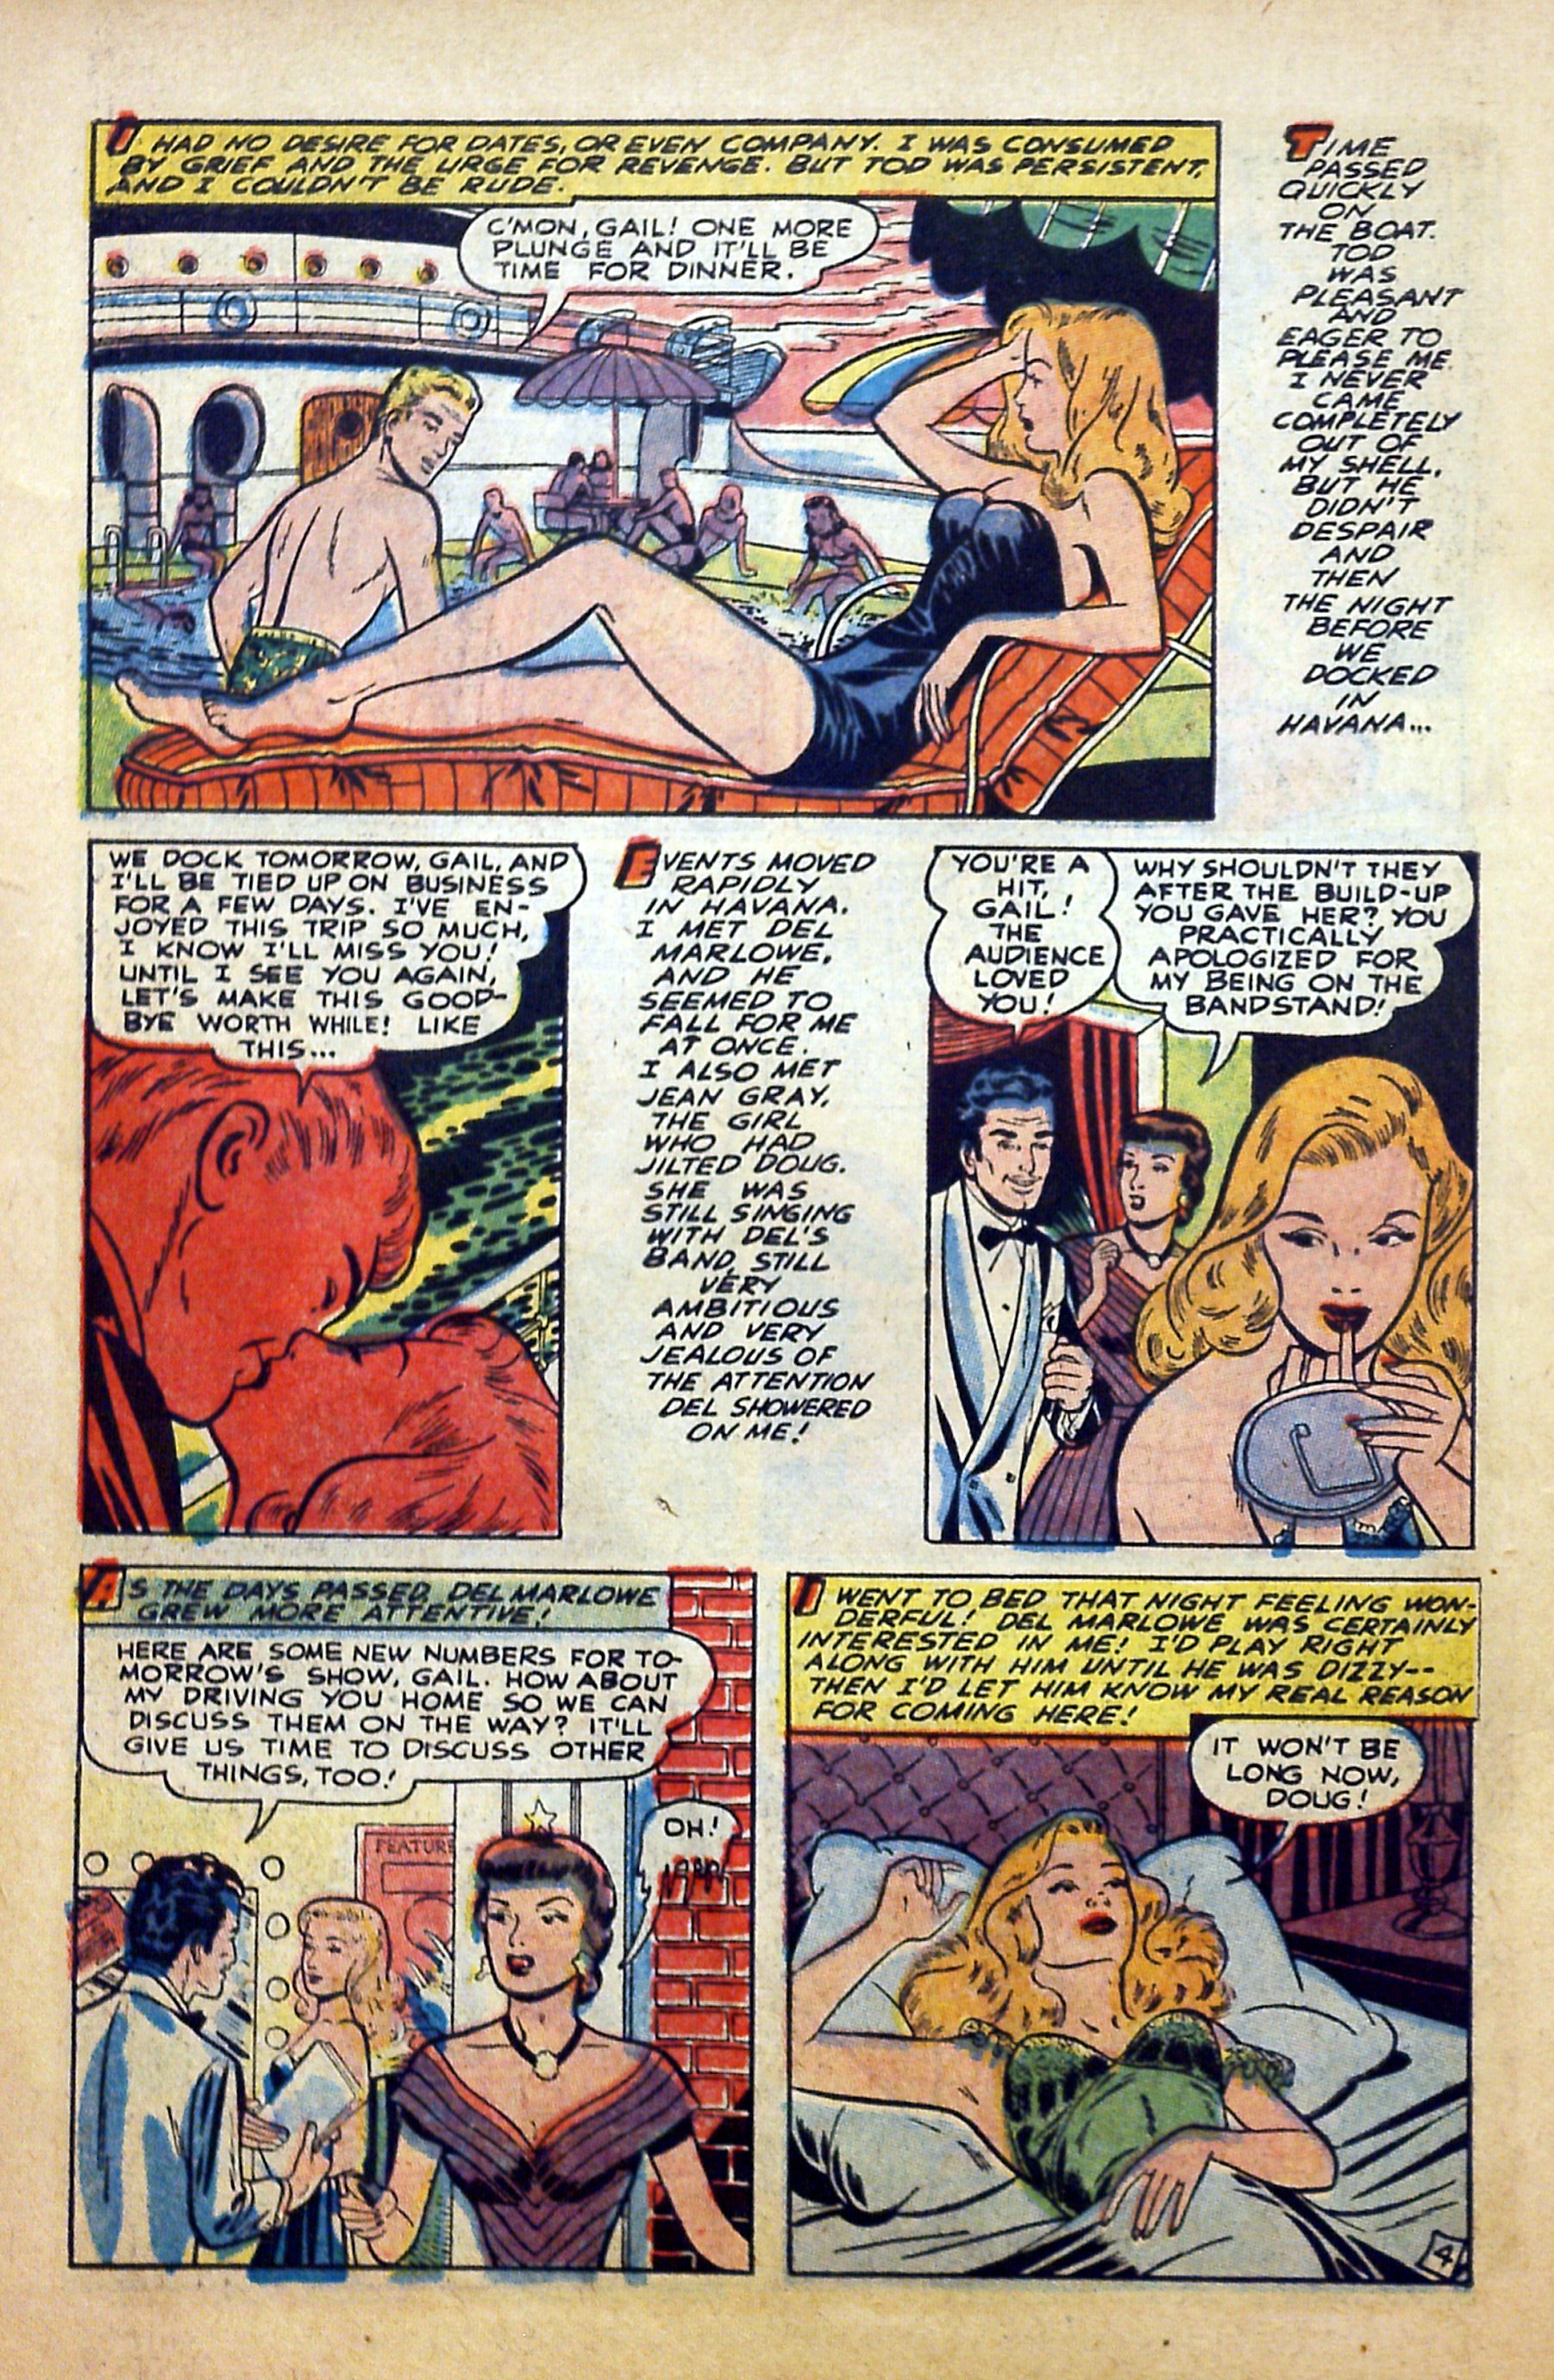 I HAD NO DESIRE FOR DATES, OR EVEN COMPANY. I WAS CONSUMED
BY GRIEF AND THE URGE FOR REVENGE. BUT TOD WAS PERSISTENT,
AND I COULDN'T BE RUDE.
C'MON, GAIL! ONE MORE
PLUNGE AND IT'LL BE
TIME FOR DINNER.
TIME
PASSED
QUICKLY
ON
THE BOAT.
TOD
WAS
PLEASANT
AND
EAGER TO
PLEASE ME.
I NEVER
CAME
COMPLETELY
OUT OF
MY SHELL.
BUT HE
DIDN'T
DESPAIR
AND
THEN
THE NIGHT
BEFORE
WE
DOCKED
IN
HAVANA...
WE DOCK TOMORROW, GAIL, AND
I'LL BE TIED UP ON BUSINESS
FOR A FEW DAYS. I'VE EN-
JOYED THIS TRIP SO MUCH,
I KNOW I'LL MISS YOU!
UNTIL I SEE YOU AGAIN,
LET'S MAKE THIS GOOD-
BYE WORTH WHILE! LIKE
THIS...
EVENTS MOVED
RAPIDLY
IN HAVANA.
I MET DEL
MARLOWE,
AND HE
SEEMED TO
FALL FOR ME
AT ONCE.
I ALSO MET
JEAN GRAY,
THE GIRL
WHO HAD
JILTED DOUG.
SHE WAS
STILL SINGING
WITH DEL'S
BAND, STILL
VERY
AMBITIOUS
AND VERY
JEALOUS OF
THE ATTENTION
DEL SHOWERED
ON ME!
YOU'RE A
HIT,
GAIL!
THE
AUDIENCE
LOVED
YOU!
WHY SHOULDN'T THEY
AFTER THE BUILD-UP
YOU GAVE HER? YOU
PRACTICALLY
APOLOGIZED FOR
MY BEING ON THE
BANDSTAND!
AS THE DAYS PASSED, DEL MARLOWE
GREW MORE ATTENTIVE!
HERE ARE SOME NEW NUMBERS FOR TO-
MORROW'S SHOW, GAIL. HOW ABOUT
MY DRIVING YOU HOME SO WE CAN
DISCUSS THEM ON THE WAY? IT'LL
GIVE US TIME TO DISCUSS OTHER
THINGS, TOO!
OH!
FEATURE
I WENT TO BED THAT NIGHT FEELING WON-
DERFUL! DEL MARLOWE WAS CERTAINLY
INTERESTED IN ME! I'D PLAY RIGHT
ALONG WITH HIM UNTIL HE WAS DIZZY--
THEN I'D LET HIM KNOW MY REAL REASON
FOR COMING HERE!
IT WON'T BE
LONG NOW,
DOUG!
4